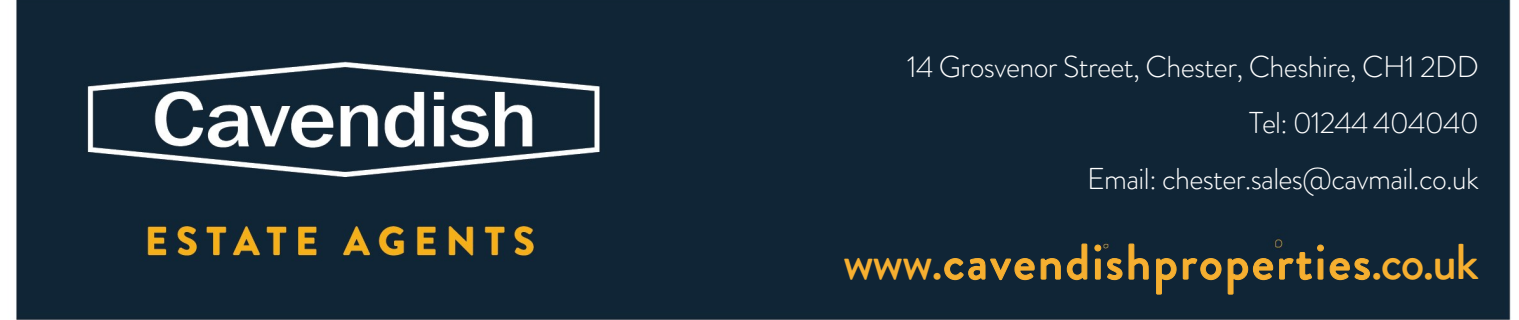 Cavendish
ESTATE AGENTS
14 Grosvenor Street, Chester, Cheshire, CH1 2DD
Tel: 01244 404040
Email: chester.sales@cavmail.co.uk
www.cavendishproperties.co.uk